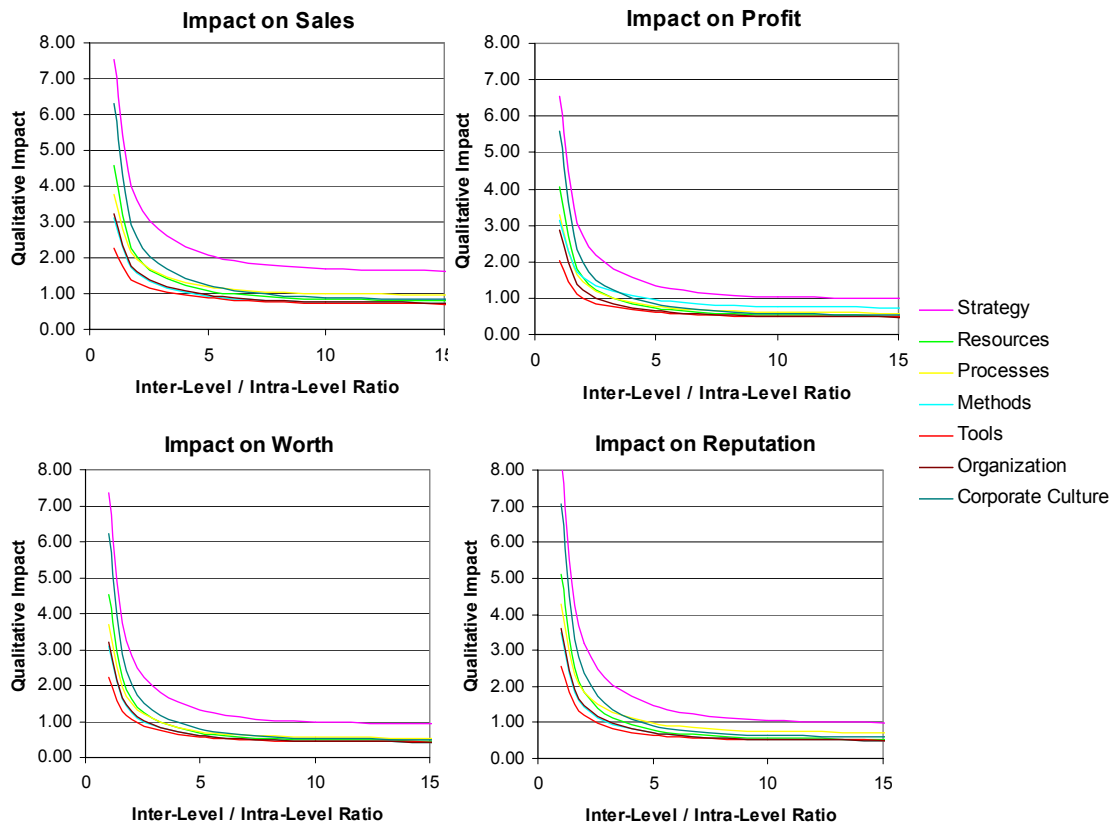 Impact on Sales
8.00
7.00
6.00
5.00
4.00
3.00
2.00
1.00
0.00
Qualitative Impact
0
5
10
15
Inter-Level / Intra-Level Ratio
Impact on Profit
8.00
7.00
6.00
5.00
4.00
3.00
2.00
1.00
0.00
Qualitative Impact
0
5
10
15
Inter-Level / Intra-Level Ratio
Strategy
Resources
Processes
Methods
Tools
Organization
Corporate Culture
Impact on Worth
8.00
7.00
6.00
5.00
4.00
3.00
2.00
1.00
0.00
Qualitative Impact
0
5
10
15
Inter-Level / Intra-Level Ratio
Impact on Reputation
8.00
7.00
6.00
5.00
4.00
3.00
2.00
1.00
0.00
Qualitative Impact
0
5
10
15
Inter-Level / Intra-Level Ratio